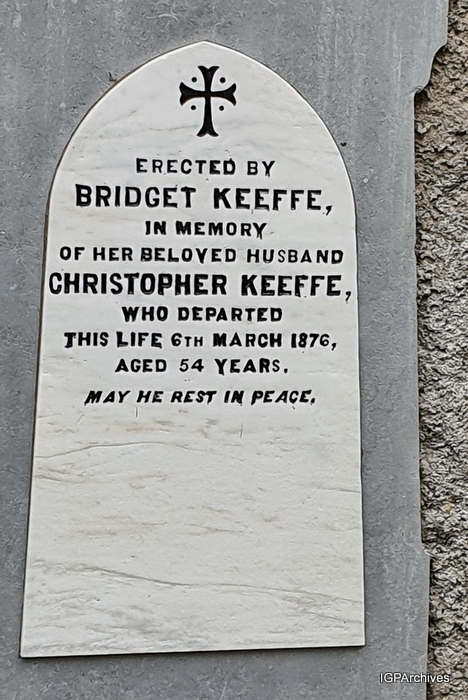 ERECTED BY
BRIDGET KEEFFE,
IN MEMORY
OF HER BELOVED HUSBAND
CHRISTOPHER KEEFFE,
WHO DEPARTED
THIS LIFE 6TH MARCH 1876,
AGED 54 YEARS.
MAY HE REST IN PEACE.
IGPArchives